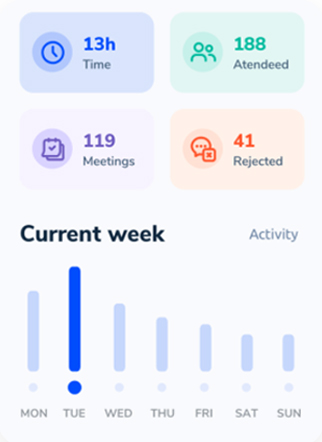 13h
Time
188
Atendeed
119
Meetings
41
Rejected
Current week
Activity
MON TUE WED THU FRI SAT SUN